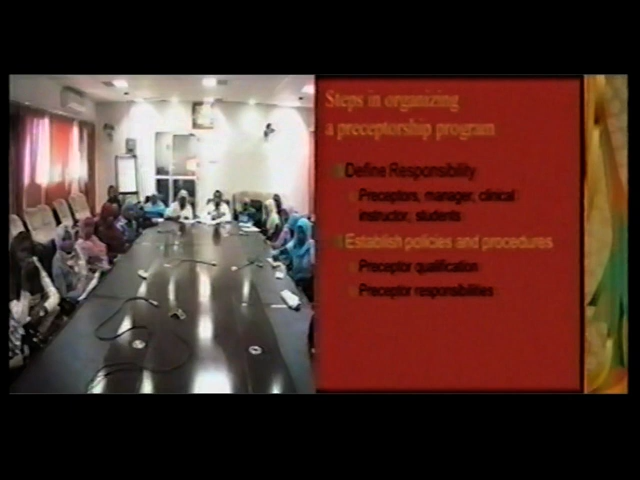 Steps in organizing
a preceptorship program
Define Responsibility
Preceptors, manager, clinical
instructor, students
Establish policies and procedures
Preceptor qualification
Preceptor responsibilities